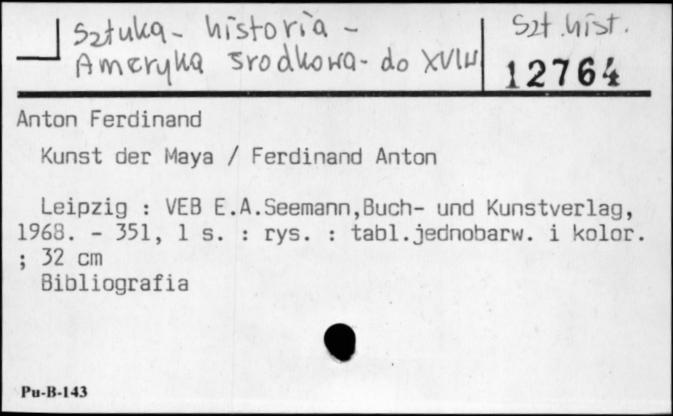 Sztuka - historia -
Ameryka środkowa - do XVIIIw
Szt. hist.
12764
Anton Ferdinand
Kunst der Maya / Ferdinand Anton
Leipzig : VEB E.A.Seemann,Buch- und Kunstverlag,
1968. - 351, 1 s. : rys. : tabl.jednobarw. i kolor.
; 32 cm
Bibliografia
Pu-B-143